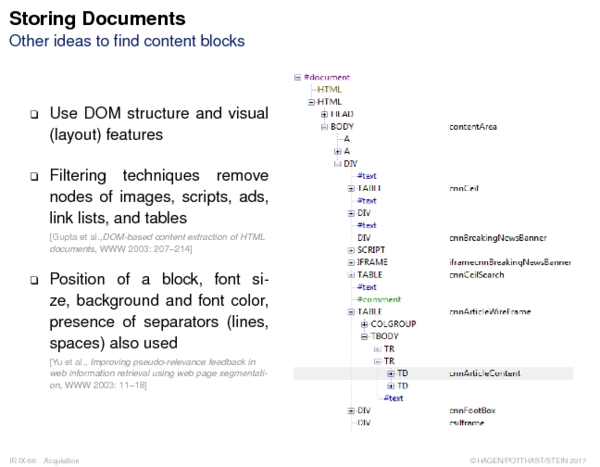 Storing Documents
Other ideas to find content blocks
❑ Use DOM structure and visual
(layout) features
❑ Filtering techniques remove
nodes of images, scripts, ads,
link lists, and tables
[Gupta et al.,DOM-based content extraction of HTML
documents, WWW 2003: 207–214]
❑ Position of a block, font si-
ze, background and font color,
presence of separators (lines,
spaces) also used
[Yu et al., Improving pseudo-relevance feedback in
web information retrieval using web page segmentati-
on, WWW 2003: 11–18]
#document
HTML
HTML
HEAD
BODY contentArea
A
A
DIV
#text
TABLE cnnCeil
#text
DIV
#text
DIV cnnBreakingNewsBanner
SCRIPT
IFRAME iframecnnBreakingNewsBanner
TABLE cnnCeilSearch
#text
#comment
TABLE cnnArticleWireFrame
COLGROUP
TBODY
TR
TR
TD cnnArticleContent
TD
#text
DIV cnnFootBox
DIV csiIframe
IR:IX-66 Acquisition
© HAGEN/POTTHAST/STEIN 2017